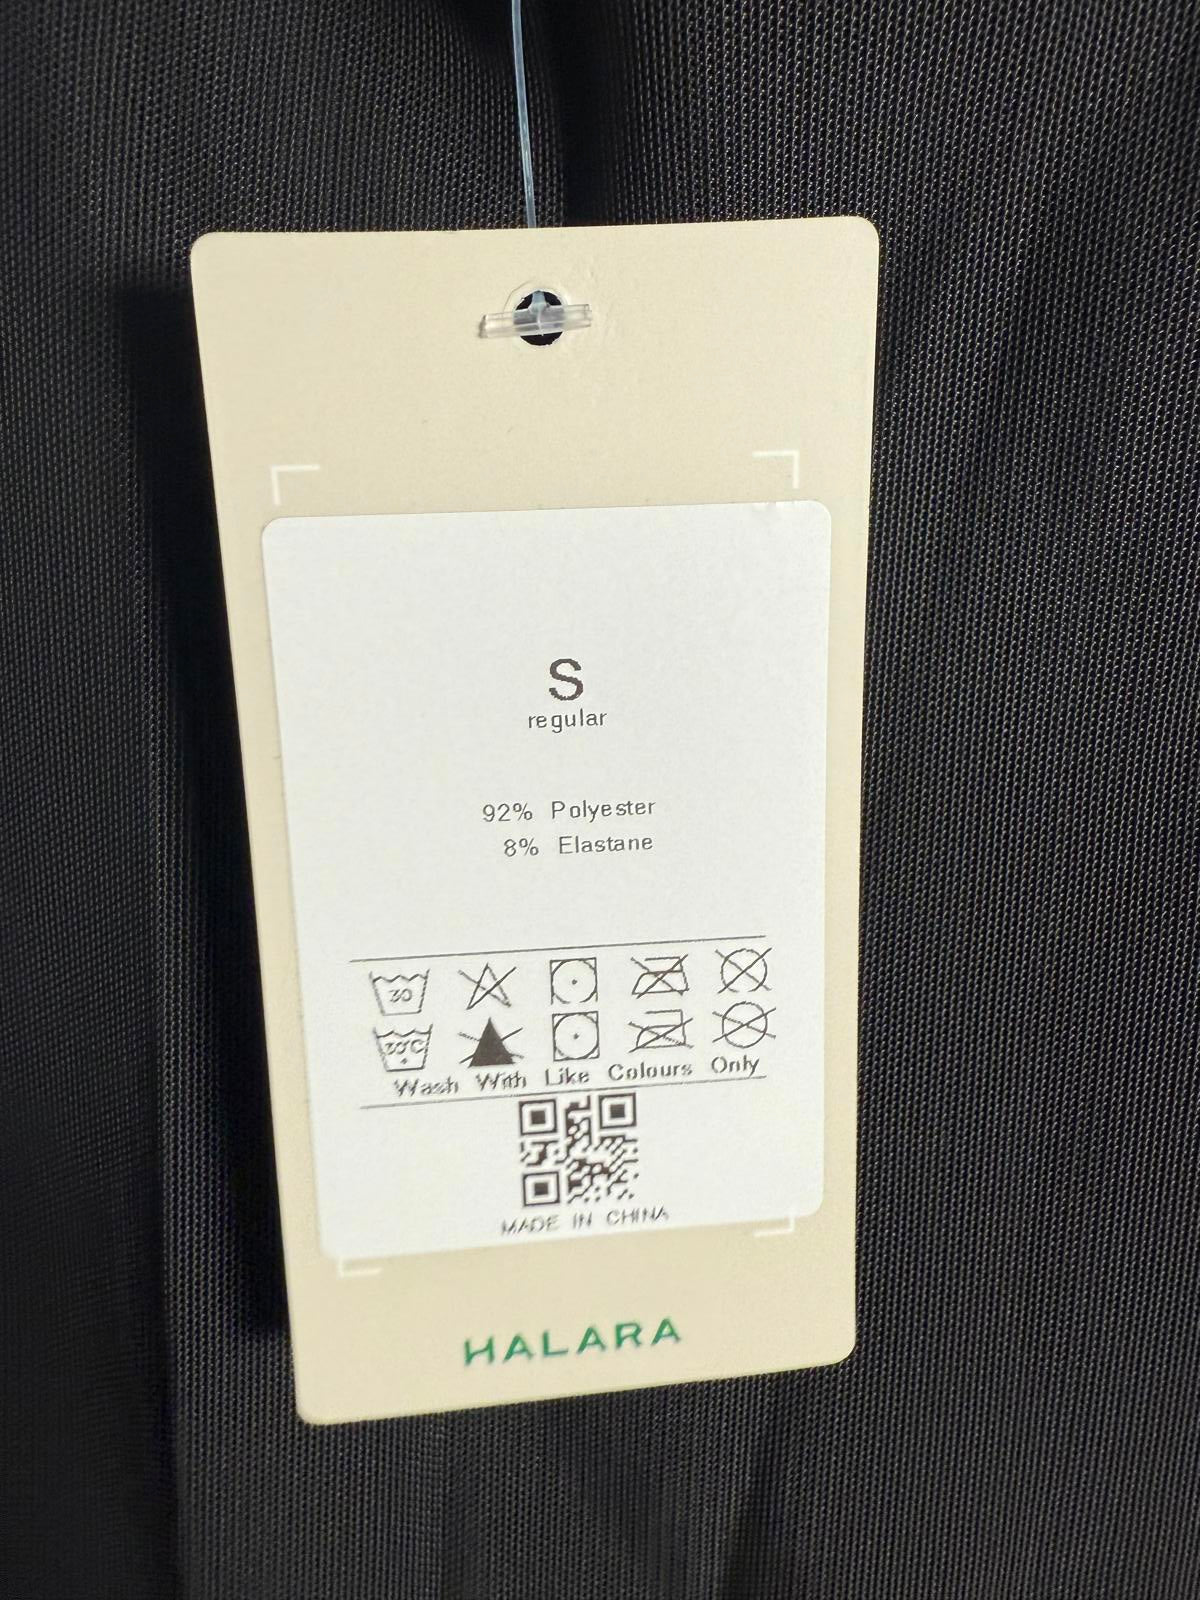 S
regular
92% Polyester
8% Elastane
30
30°C
Wash With Like Colours Only
MADE IN CHINA
HALARA